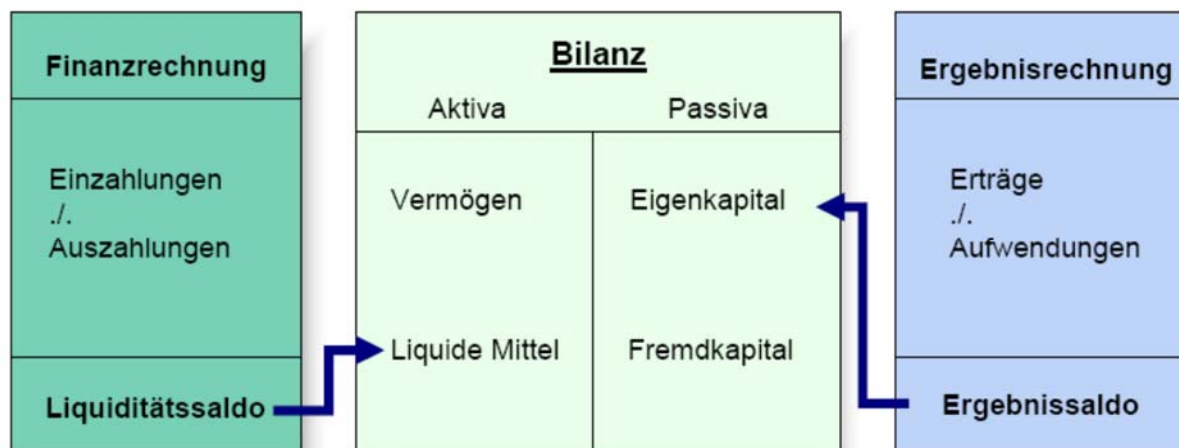 Finanzrechnung
Einzahlungen
./.
Auszahlungen
Liquiditätssaldo
Bilanz
Aktiva Passiva
Vermögen Eigenkapital
Liquide Mittel Fremdkapital
Ergebnisrechnung
Erträge
./.
Aufwendungen
Ergebnissaldo